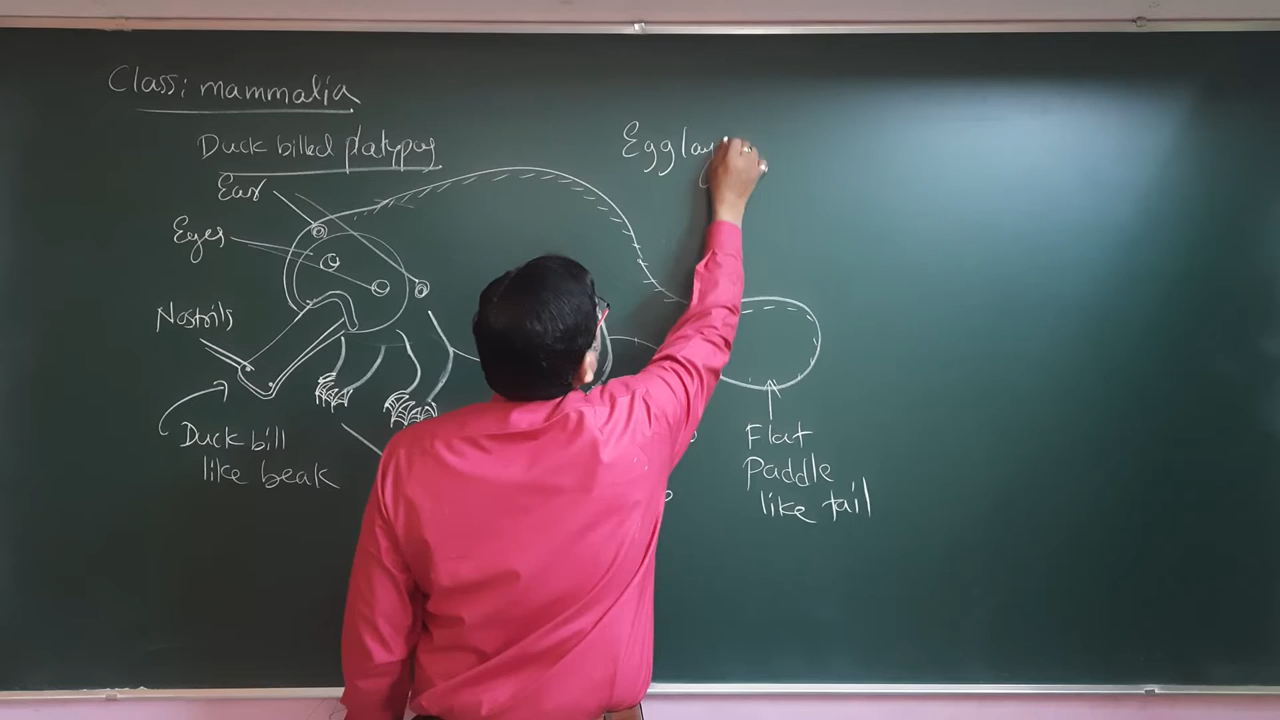 Class: mammalia
Duck billed platypus
Egglay
Ear
Eyes
Nostrils
Duck bill
like beak
Flat
Paddle
like tail